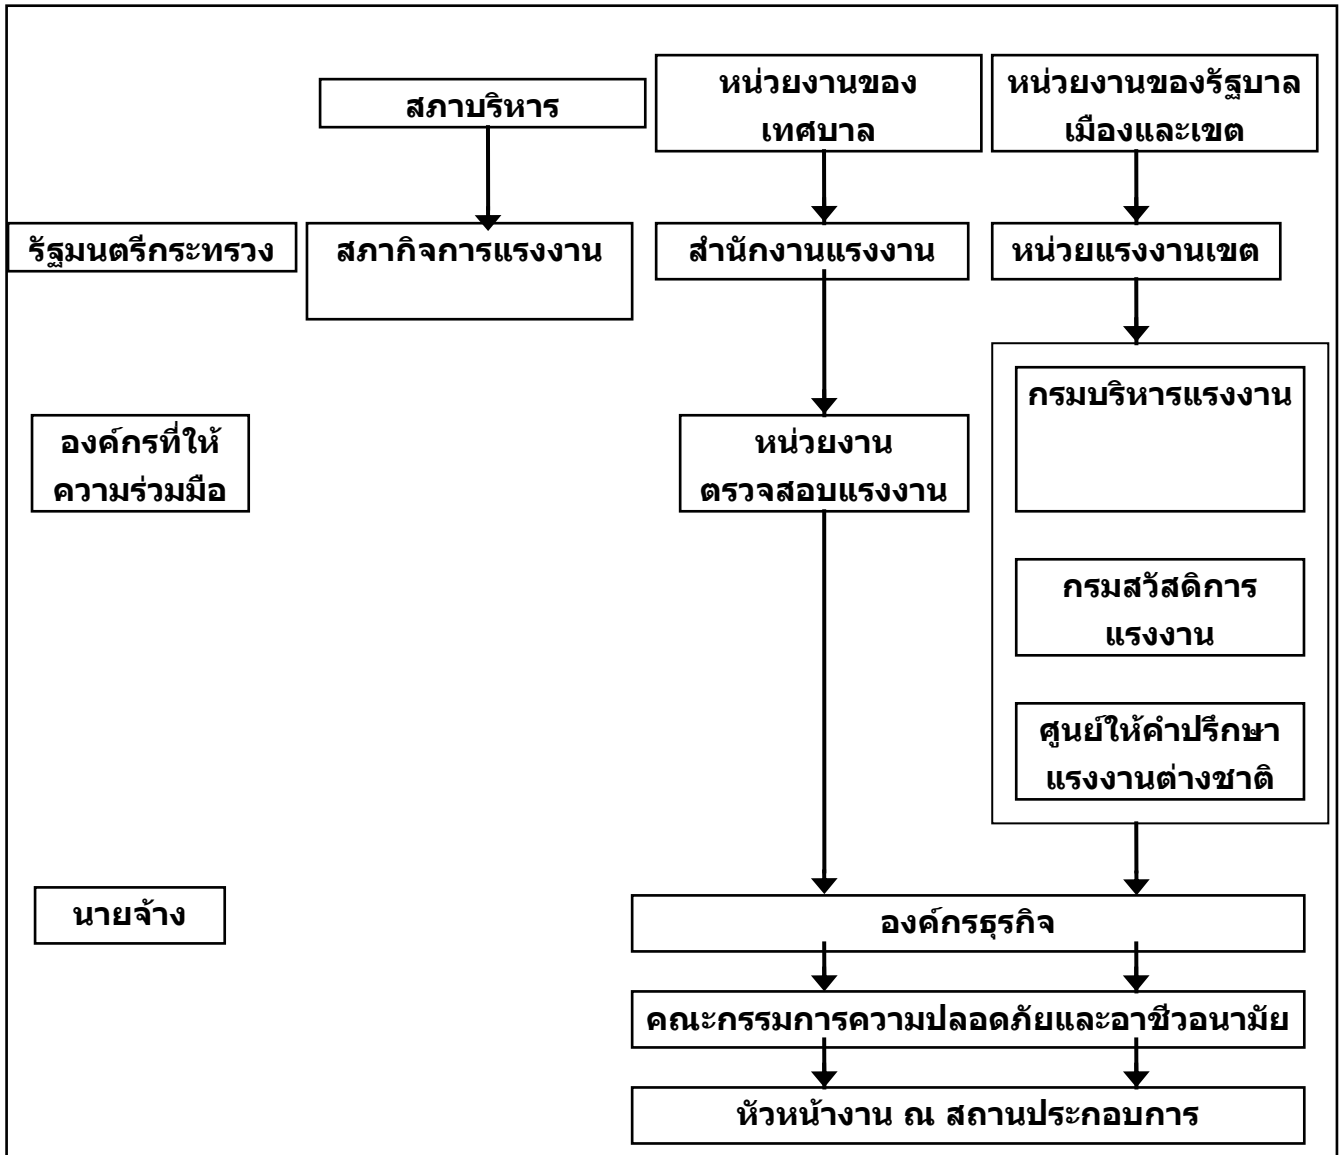 สภาบริหาร
หน่วยงานของ
เทศบาล
หน่วยงานของรัฐบาล
เมืองและเขต
รัฐมนตรีกระทรวง
สภากิจการแรงงาน
สำนักงานแรงงาน
หน่วยแรงงานเขต
องค์กรที่ให้
ความร่วมมือ
หน่วยงาน
ตรวจสอบแรงงาน
กรมบริหารแรงงาน
กรมสวัสดิการ
แรงงาน
ศูนย์ให้คำปรึกษา
แรงงานต่างชาติ
นายจ้าง
องค์กรธุรกิจ
คณะกรรมการความปลอดภัยและอาชีวอนามัย
หัวหน้างาน ณ สถานประกอบการ